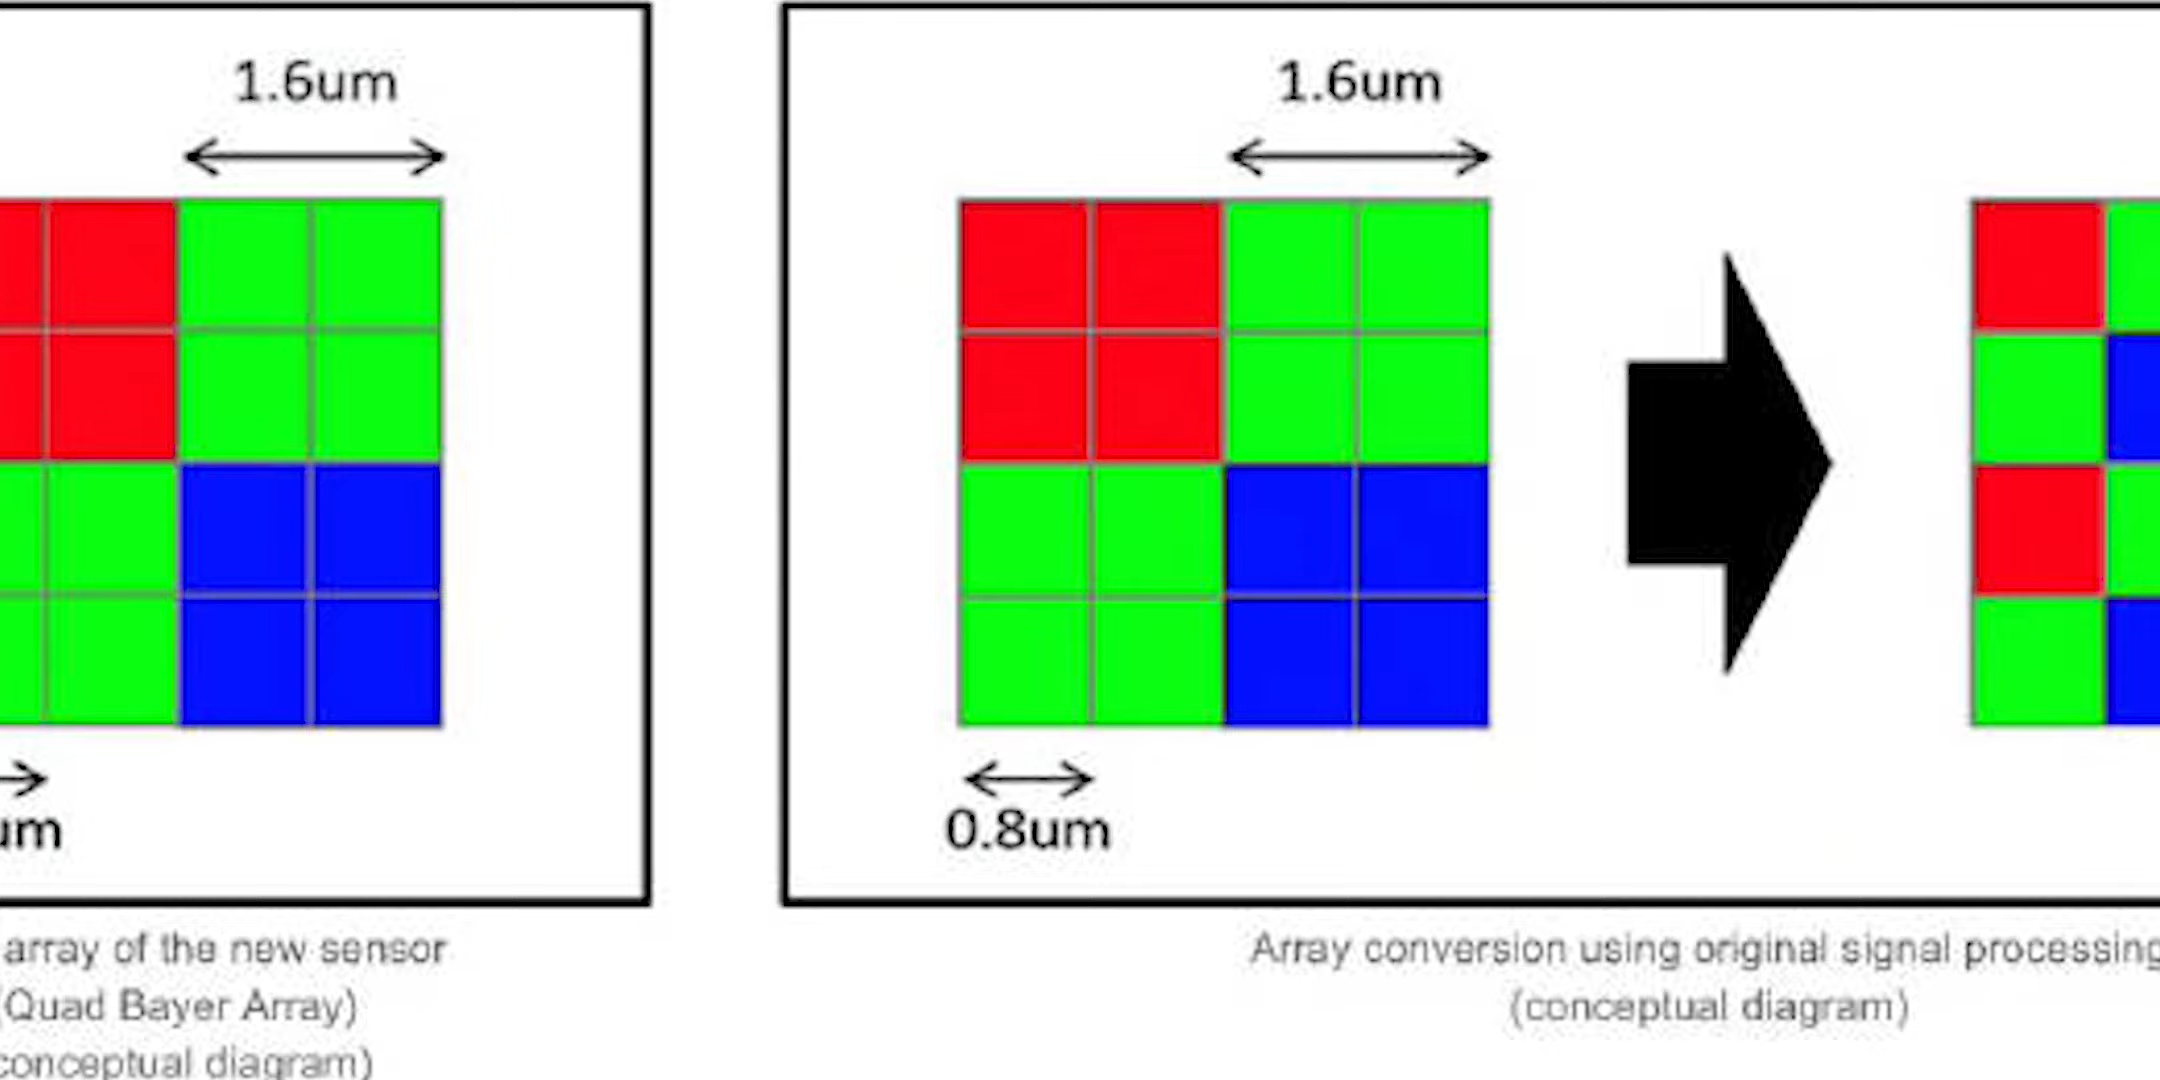 1.6um
um
array of the new sensor
(Quad Bayer Array)
conceptual diagram)
1.6um
0.8um
Array conversion using original signal processing
(conceptual diagram)